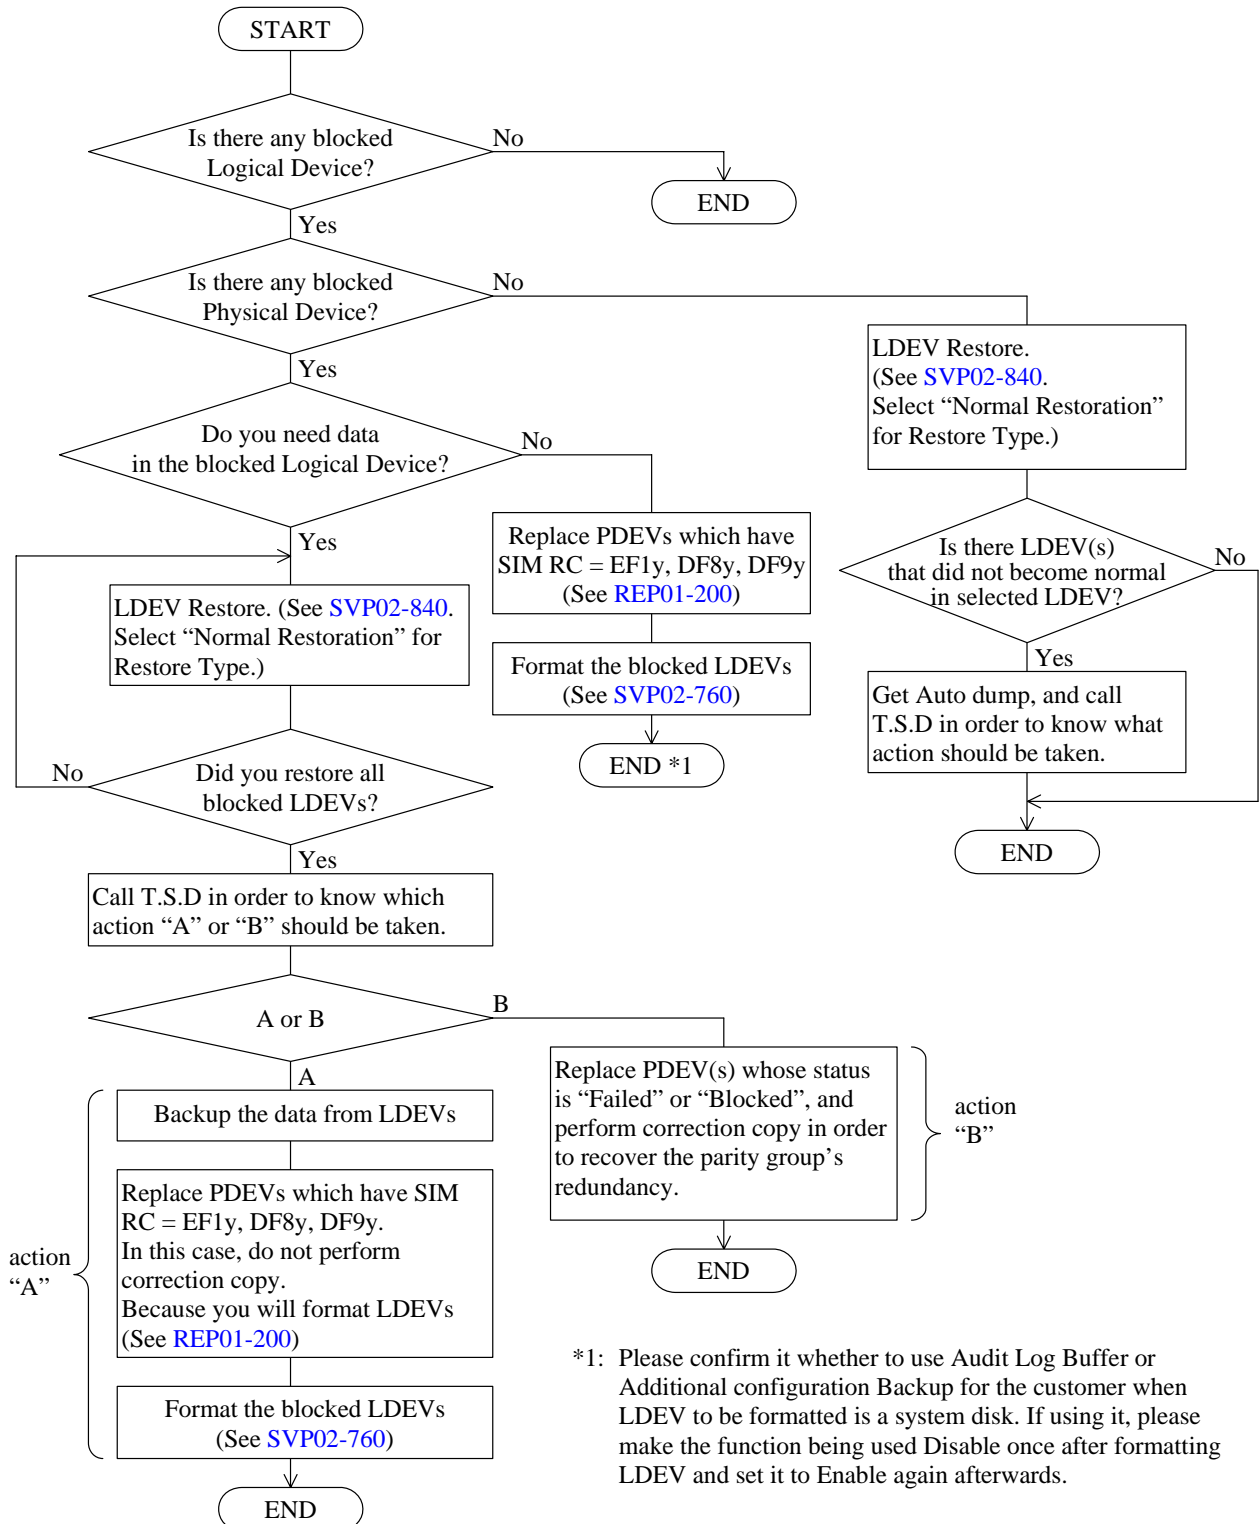 START
Is there any blocked
Logical Device?
No
END
Yes
Is there any blocked
Physical Device?
No
Yes
LDEV Restore.
(See SVP02-840.
Select “Normal Restoration”
for Restore Type.)
Do you need data
in the blocked Logical Device?
No
Yes
Replace PDEVs which have
SIM RC = EF1y, DF8y, DF9y
(See REP01-200)
Is there LDEV(s)
that did not become normal
in selected LDEV?
No
Yes
LDEV Restore. (See SVP02-840.
Select “Normal Restoration” for
Restore Type.)
Format the blocked LDEVs
(See SVP02-760)
END *1
Get Auto dump, and call
T.S.D in order to know what
action should be taken.
END
Did you restore all
blocked LDEVs?
No
Yes
Call T.S.D in order to know which
action “A” or “B” should be taken.
A or B
B
A
Backup the data from LDEVs
Replace PDEV(s) whose status
is “Failed” or “Blocked”, and
perform correction copy in order
to recover the parity group’s
redundancy.
action
“B”
END
Replace PDEVs which have SIM
RC = EF1y, DF8y, DF9y.
In this case, do not perform
correction copy.
Because you will format LDEVs
(See REP01-200)
action
“A”
Format the blocked LDEVs
(See SVP02-760)
END
*1: Please confirm it whether to use Audit Log Buffer or
Additional configuration Backup for the customer when
LDEV to be formatted is a system disk. If using it, please
make the function being used Disable once after formatting
LDEV and set it to Enable again afterwards.